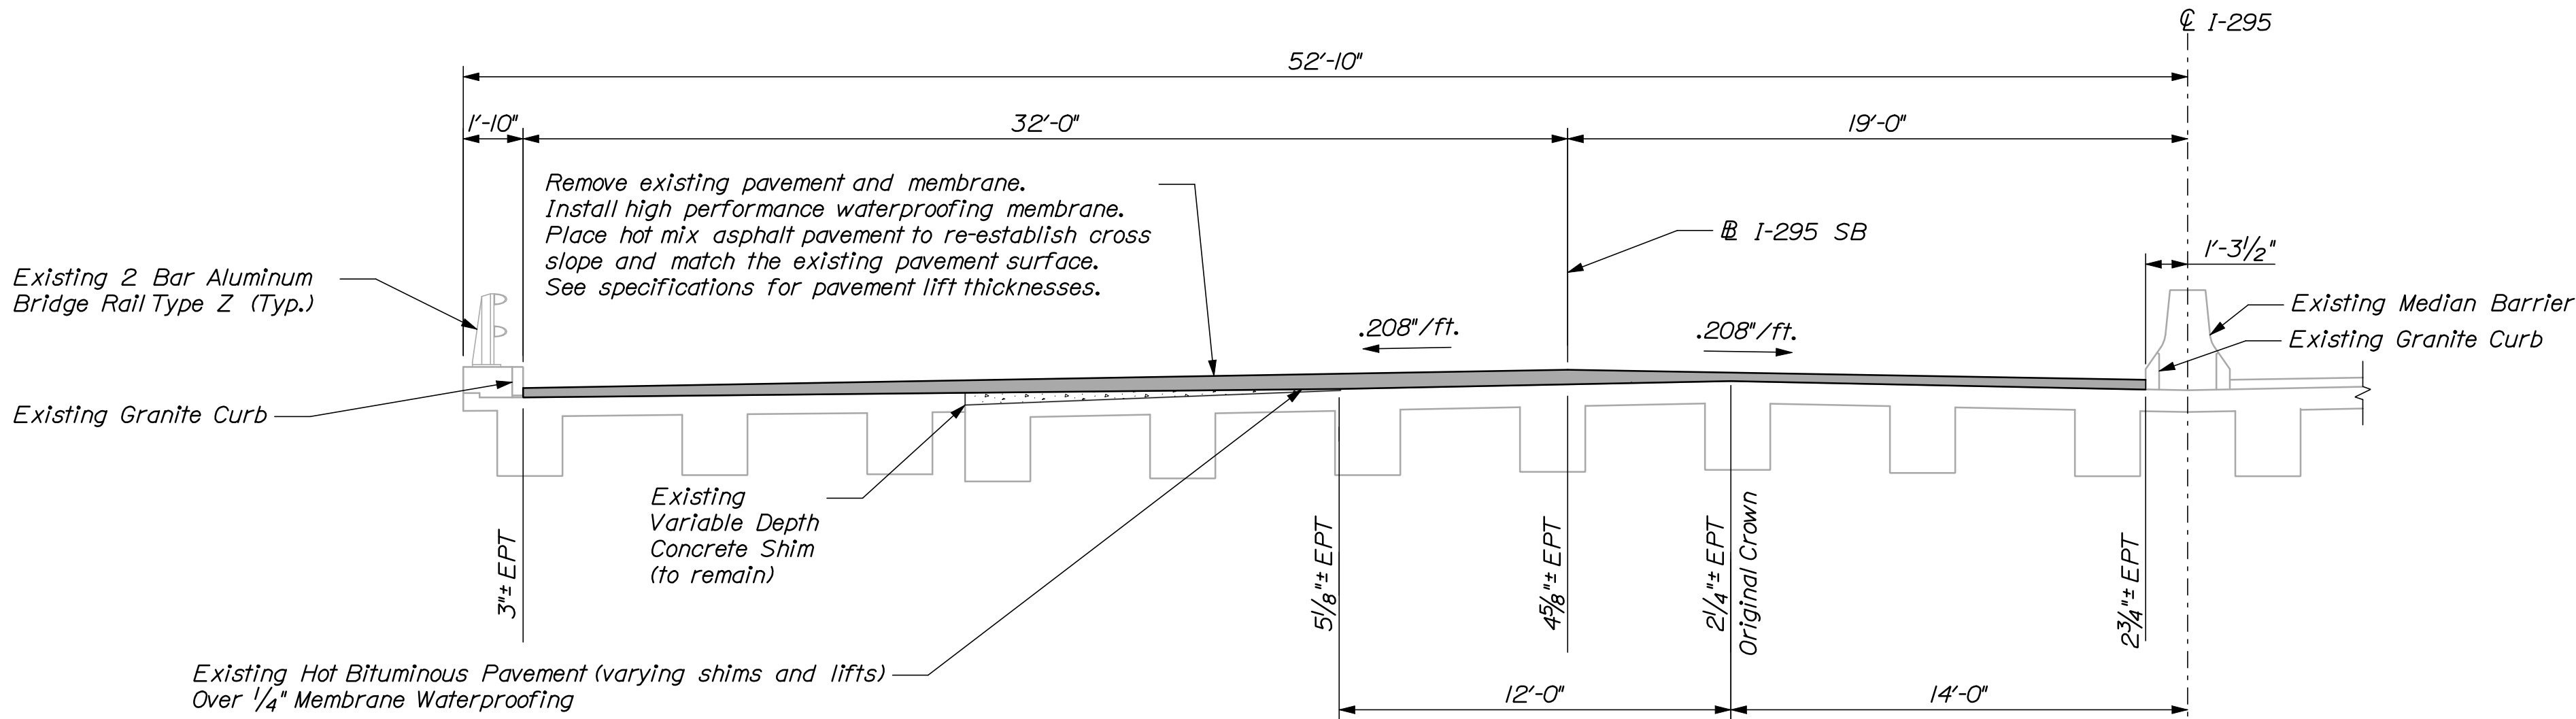 ℄ I-295
52'-10"
1'-10"
32'-0"
19'-0"
Remove existing pavement and membrane.
Install high performance waterproofing membrane.
Place hot mix asphalt pavement to re-establish cross
slope and match the existing pavement surface.
See specifications for pavement lift thicknesses.
BL I-295 SB
1'-3½"
Existing 2 Bar Aluminum
Bridge Rail Type Z (Typ.)
Existing Median Barrier
Existing Granite Curb
.208"/ft.
.208"/ft.
Existing Granite Curb
Existing
Variable Depth
Concrete Shim
(to remain)
3"± EPT
5⅛"± EPT
4⅝"± EPT
2¼"± EPT
Original Crown
2¾"± EPT
Existing Hot Bituminous Pavement (varying shims and lifts)
Over ¼" Membrane Waterproofing
12'-0"
14'-0"